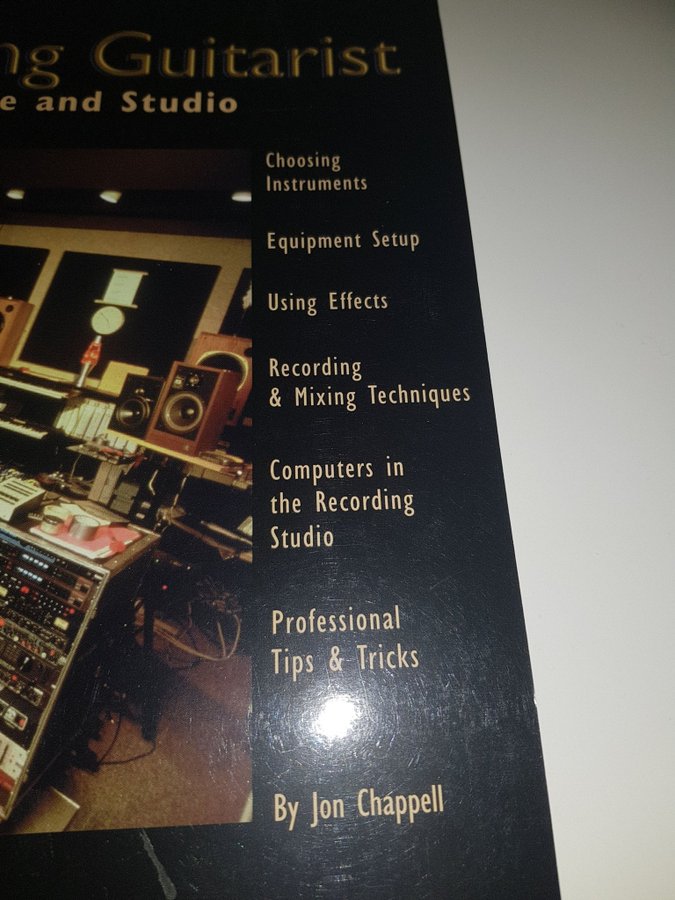 ng Guitarist
e and Studio
Choosing
Instruments
Equipment Setup
Using Effects
Recording
& Mixing Techniques
Computers in
the Recording
Studio
Professional
Tips & Tricks
By Jon Chappell